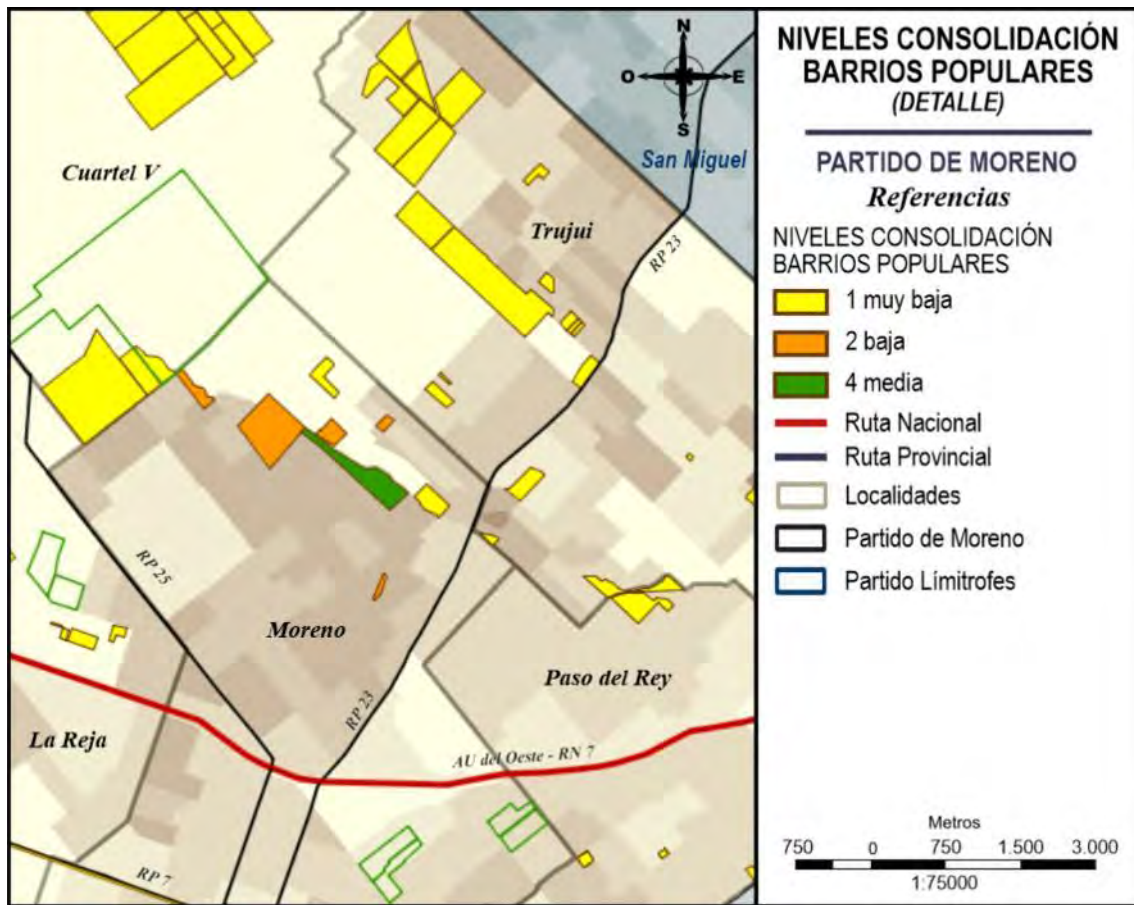 N
O
E
S
San Miguel
Cuartel V
Trujui
RP 23
RP 25
Moreno
Paso del Rey
RP 23
La Reja
AU del Oeste - RN 7
RP 7
NIVELES CONSOLIDACIÓN
BARRIOS POPULARES
(DETALLE)
PARTIDO DE MORENO
Referencias
NIVELES CONSOLIDACIÓN
BARRIOS POPULARES
1 muy baja
2 baja
4 media
Ruta Nacional
Ruta Provincial
Localidades
Partido de Moreno
Partido Límitrofes
Metros
750 0 750 1.500 3.000
1:75000